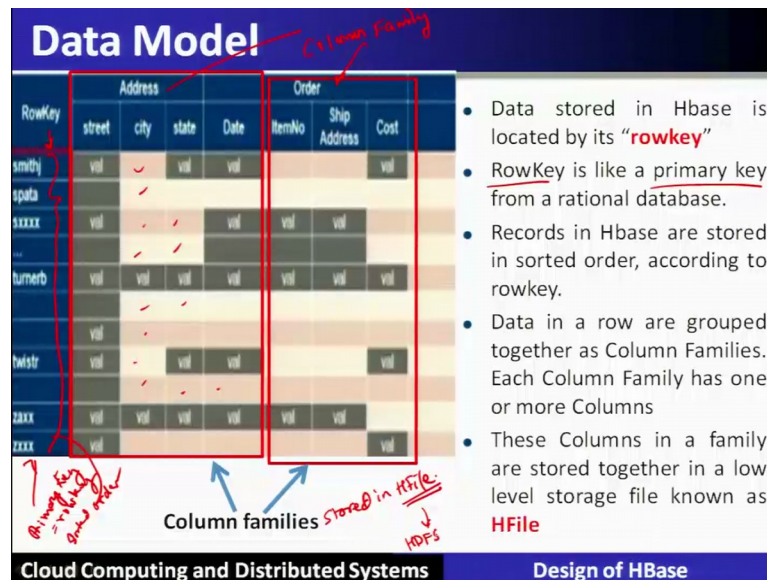 Data Model
Column Family
Address Order
RowKey street city state Date ItemNo Ship Address Cost
smithj val val val val
spata
sxxxx val val val val
...
turnerb val val val val val val val
val
twistr val val val val
zaxx val val val val val val
zxxx val val
Primary Key
= rowkey
Column families
stored in HFile
HDFS
• Data stored in Hbase is
located by its “rowkey”
• RowKey is like a primary key
from a rational database.
• Records in Hbase are stored
in sorted order, according to
rowkey.
• Data in a row are grouped
together as Column Families.
Each Column Family has one
or more Columns
• These Columns in a family
are stored together in a low
level storage file known as
HFile
Cloud Computing and Distributed Systems Design of HBase